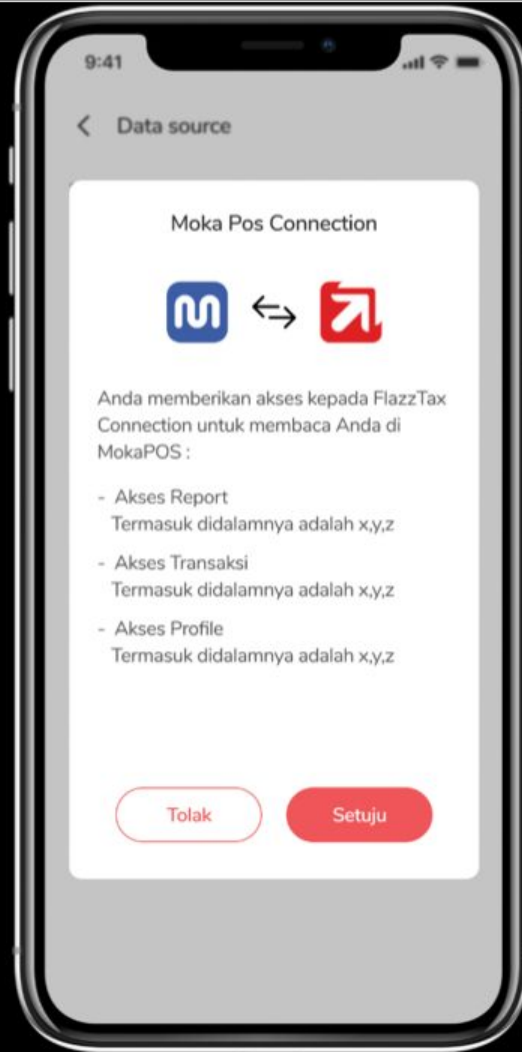 9:41
Data source
Moka Pos Connection
Anda memberikan akses kepada FlazzTax
Connection untuk membaca Anda di
MokaPOS :
- Akses Report
Termasuk didalamnya adalah x,y,z
- Akses Transaksi
Termasuk didalamnya adalah x,y,z
- Akses Profile
Termasuk didalamnya adalah x,y,z
Tolak
Setuju